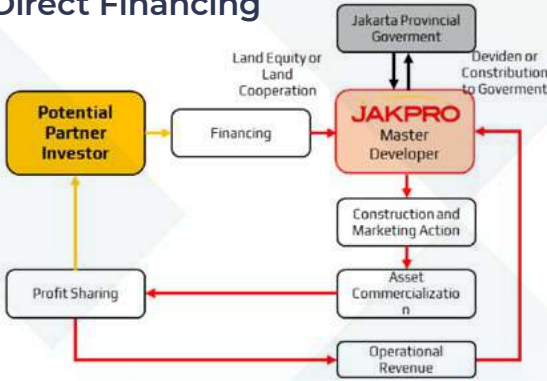 Direct Financing
Jakarta Provincial
Goverment
Land Equity or
Land
Cooperation
Deviden or
Constribution
to Goverment
Potential
Partner
Investor
Financing
JAKPRO
Master
Developer
Construction and
Marketing Action
Profit Sharing
Asset
Commercializatio
n
Operational
Revenue